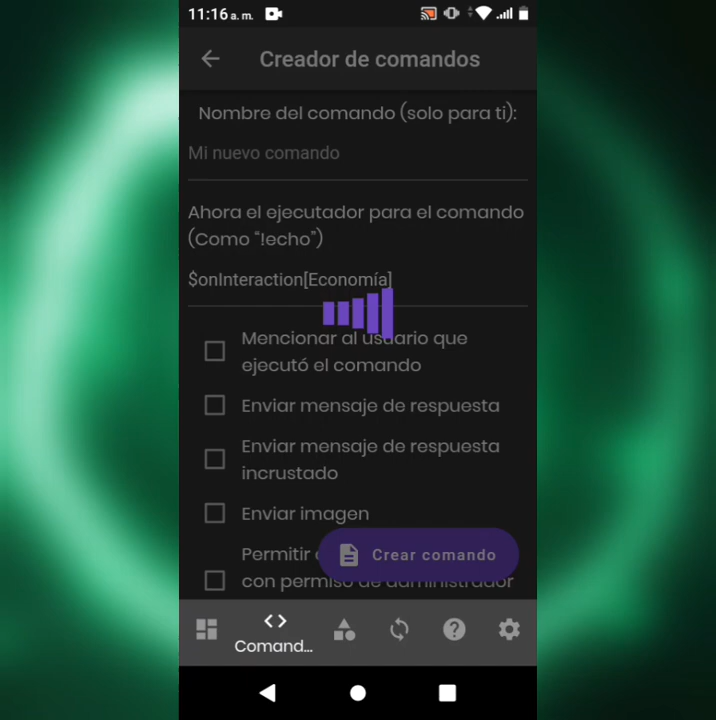 11:16 a. m.
Creador de comandos
Nombre del comando (solo para ti):
Mi nuevo comando
Ahora el ejecutador para el comando
(Como “!echo”)
$onInteraction[Economía]
Mencionar al usuario que
ejecutó el comando
Enviar mensaje de respuesta
Enviar mensaje de respuesta
incrustado
Enviar imagen
Permitir
Crear comando
con permiso de administrador
Comand...